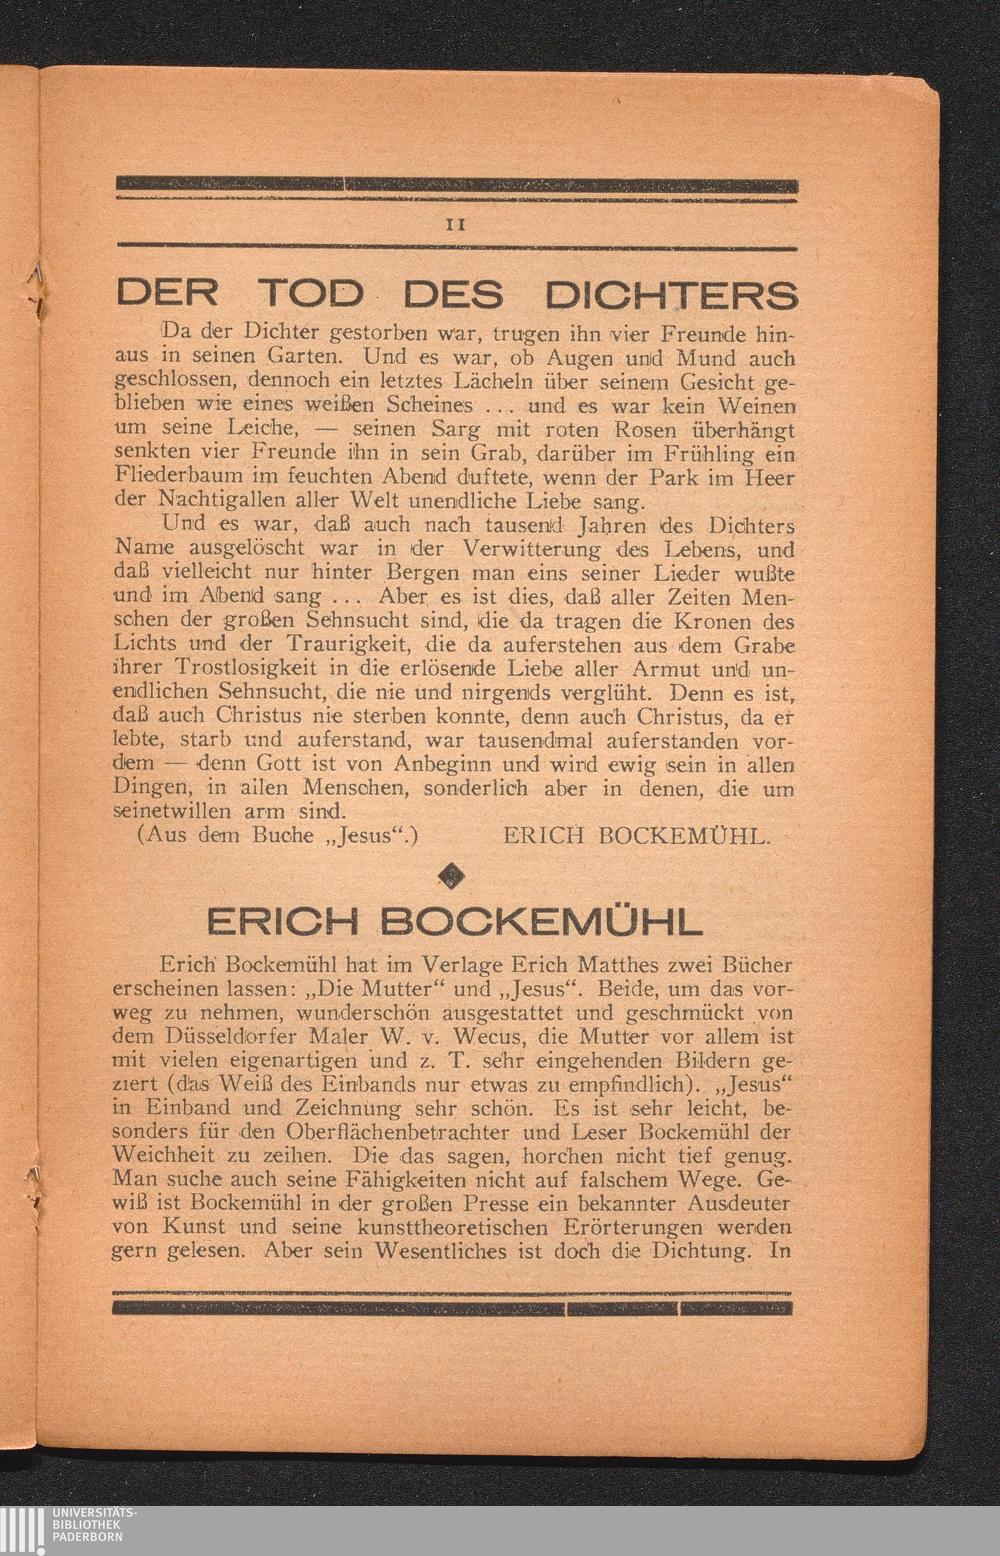 11
DER TOD DES DICHTERS
Da der Dichter gestorben war, trugen ihn vier Freunde hin-
aus in seinen Garten. Und es war, ob Augen und Mund auch
geschlossen, dennoch ein letztes Lächeln über seinem Gesicht ge-
blieben wie eines weißen Scheines ... und es war kein Weinen
um seine Leiche, — seinen Sarg mit roten Rosen überhängt
senkten vier Freunde ihn in sein Grab, darüber im Frühling ein
Fliederbaum im feuchten Abend duftete, wenn der Park im Heer
der Nachtigallen aller Welt unendliche Liebe sang.
Und es war, daß auch nach tausend Jahren des Dichters
Name ausgelöscht war in der Verwitterung des Lebens, und
daß vielleicht nur hinter Bergen man eins seiner Lieder wußte
und im Abend sang ... Aber es ist dies, daß aller Zeiten Men-
schen der großen Sehnsucht sind, die da tragen die Kronen des
Lichts und der Traurigkeit, die da auferstehen aus dem Grabe
ihrer Trostlosigkeit in die erlösende Liebe aller Armut und un-
endlichen Sehnsucht, die nie und nirgends verglüht. Denn es ist,
daß auch Christus nie sterben konnte, denn auch Christus, da er
lebte, starb und auferstand, war tausendmal auferstanden vor-
dem — denn Gott ist von Anbeginn und wird ewig sein in allen
Dingen, in allen Menschen, sonderlich aber in denen, die um
seinetwillen arm sind.
(Aus dem Buche „Jesus“.) ERICH BOCKEMÜHL.
ERICH BOCKEMÜHL
Erich Bockemühl hat im Verlage Erich Matthes zwei Bücher
erscheinen lassen: „Die Mutter“ und „Jesus“. Beide, um das vor-
weg zu nehmen, wunderschön ausgestattet und geschmückt von
dem Düsseldorfer Maler W. v. Wecus, die Mutter vor allem ist
mit vielen eigenartigen und z. T. sehr eingehenden Bildern ge-
ziert (das Weiß des Einbands nur etwas zu empfindlich). „Jesus“
in Einband und Zeichnung sehr schön. Es ist sehr leicht, be-
sonders für den Oberflächenbetrachter und Leser Bockemühl der
Weichheit zu zeihen. Die das sagen, horchen nicht tief genug.
Man suche auch seine Fähigkeiten nicht auf falschem Wege. Ge-
wiß ist Bockemühl in der großen Presse ein bekannter Ausdeuter
von Kunst und seine kunsttheoretischen Erörterungen werden
gern gelesen. Aber sein Wesentliches ist doch die Dichtung. In
UNIVERSITÄTS-
BIBLIOTHEK
PADERBORN